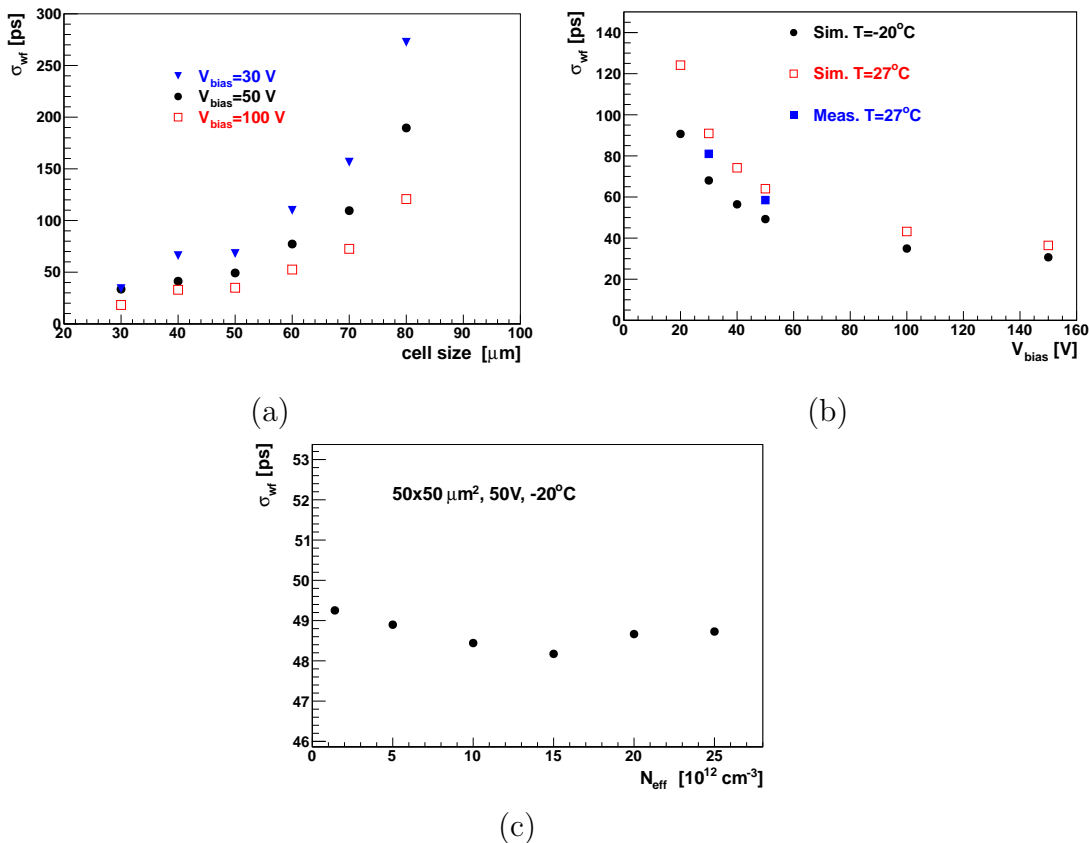 σwf [ps]
300
250
200
150
100
50
0
Vbias=30 V
Vbias=50 V
Vbias=100 V
20 30 40 50 60 70 80 90 100
cell size [μm]
(a)
σwf [ps]
140
120
100
80
60
40
20
0
Sim. T=-20°C
Sim. T=27°C
Meas. T=27°C
0 20 40 60 80 100 120 140 160
Vbias [V]
(b)
σwf [ps]
53
52
51
50
49
48
47
46
50x50 μm², 50V, -20°C
0 5 10 15 20 25
Neff [10¹² cm⁻³]
(c)